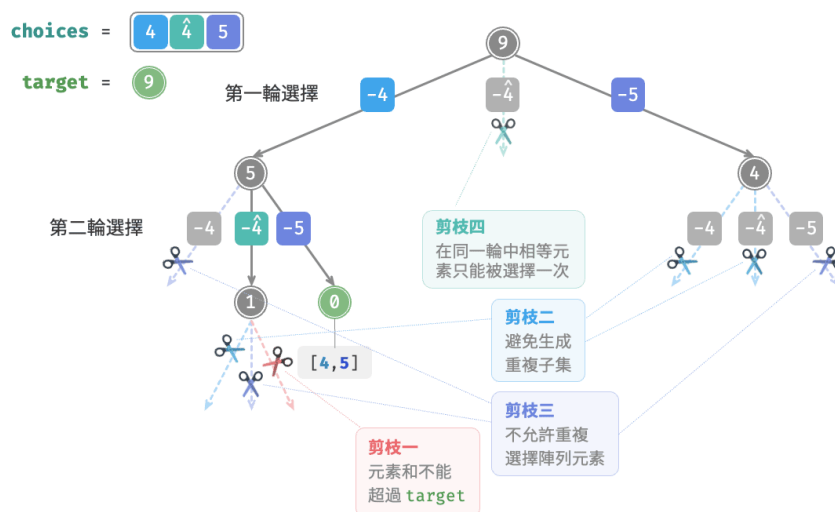 choices = 4 4̂ 5
target = 9
9
第一輪選擇
-4 -4̂ -5
5 4
第二輪選擇
-4 -4̂ -5
-4 -4̂ -5
剪枝四
在同一輪中相等元
素只能被選擇一次
1 0
[4,5]
剪枝二
避免生成
重複子集
剪枝三
不允許重複
選擇陣列元素
剪枝一
元素和不能
超過 target